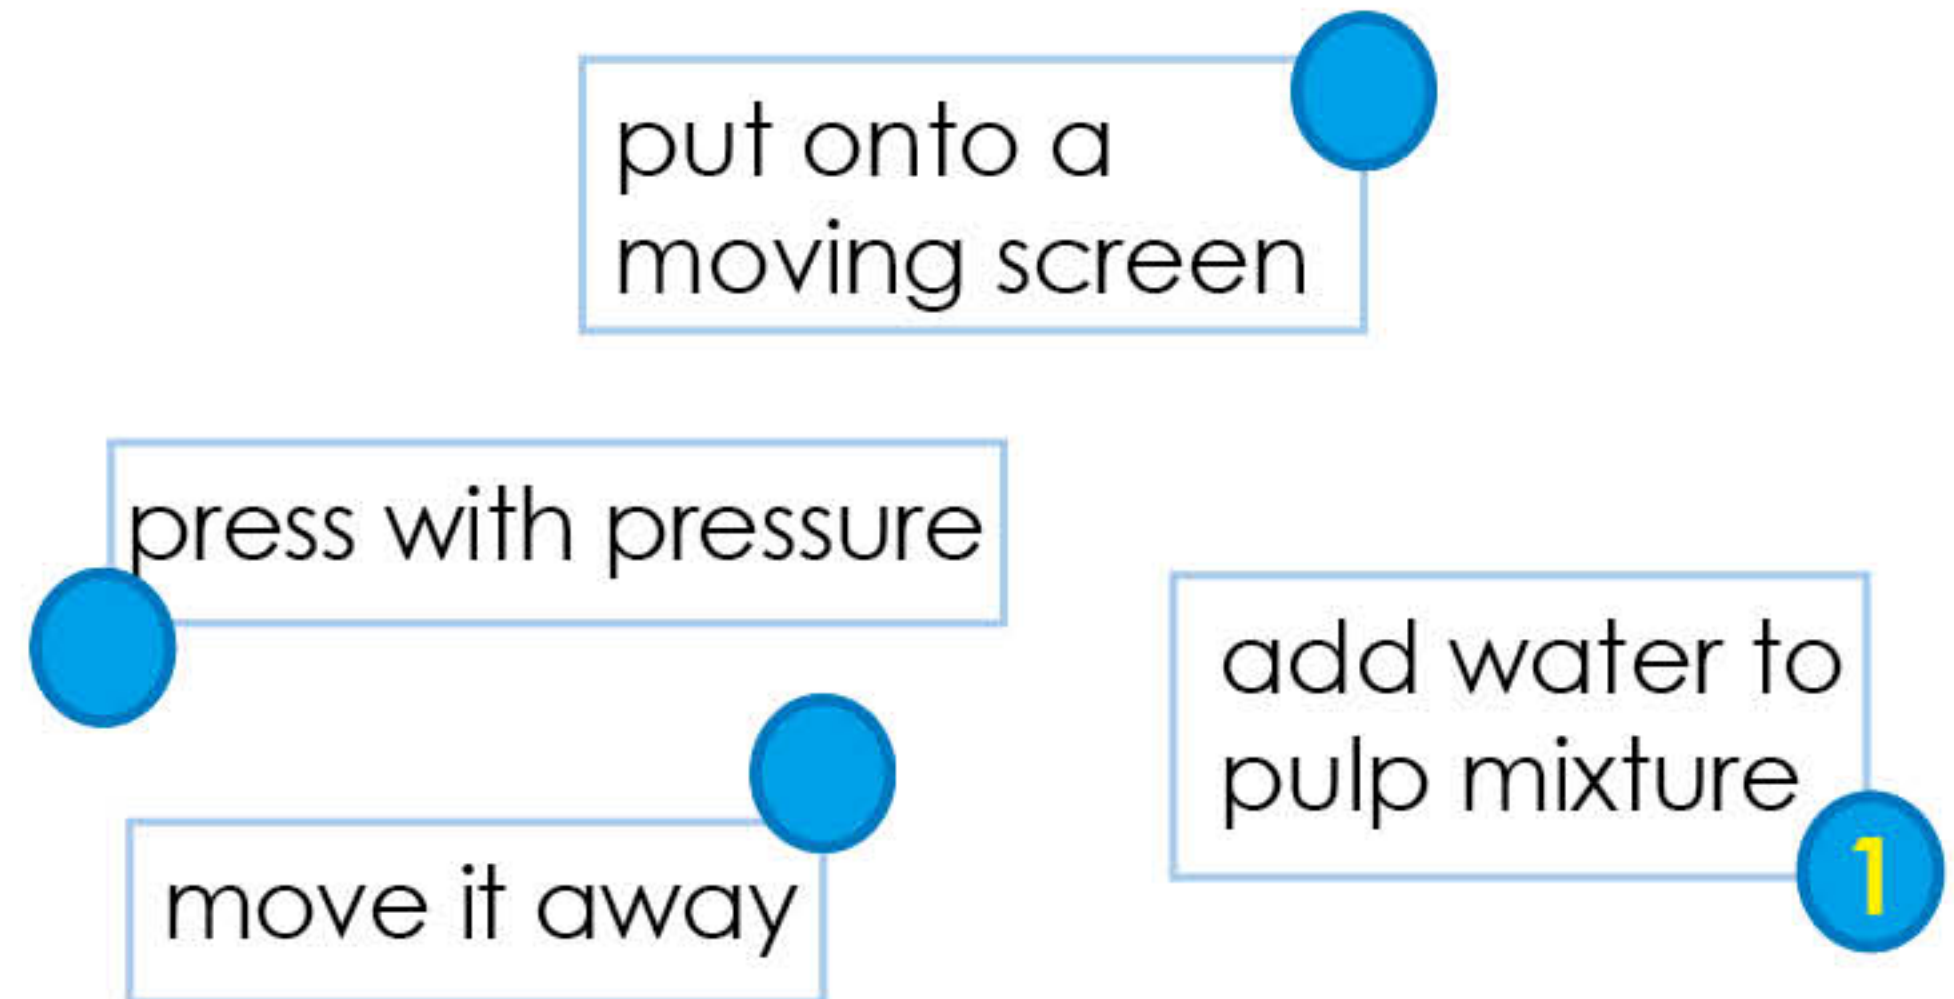 put onto a
moving screen
press with pressure
add water to
pulp mixture
1
move it away